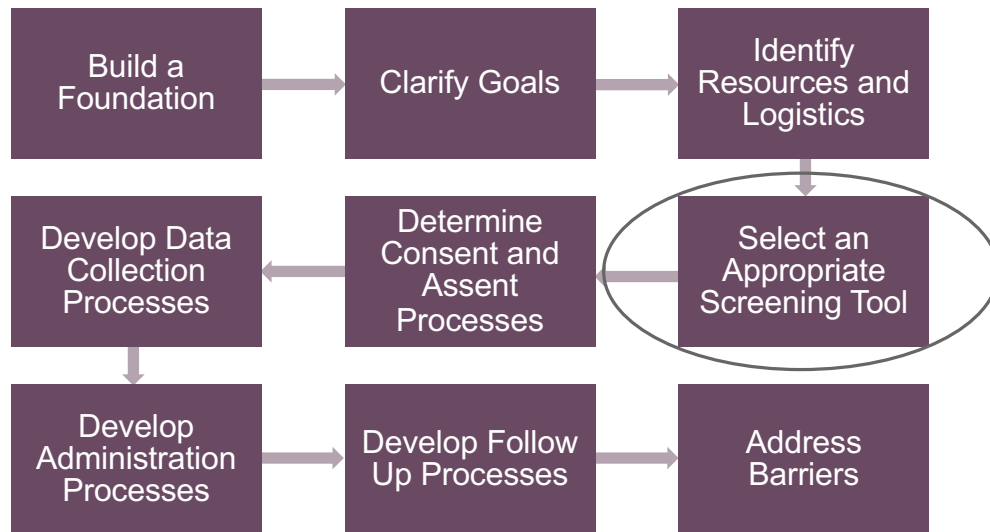 Build a
Foundation
Clarify Goals
Identify
Resources and
Logistics
Select an
Appropriate
Screening Tool
Determine
Consent and
Assent
Processes
Develop Data
Collection
Processes
Develop
Administration
Processes
Develop Follow
Up Processes
Address
Barriers